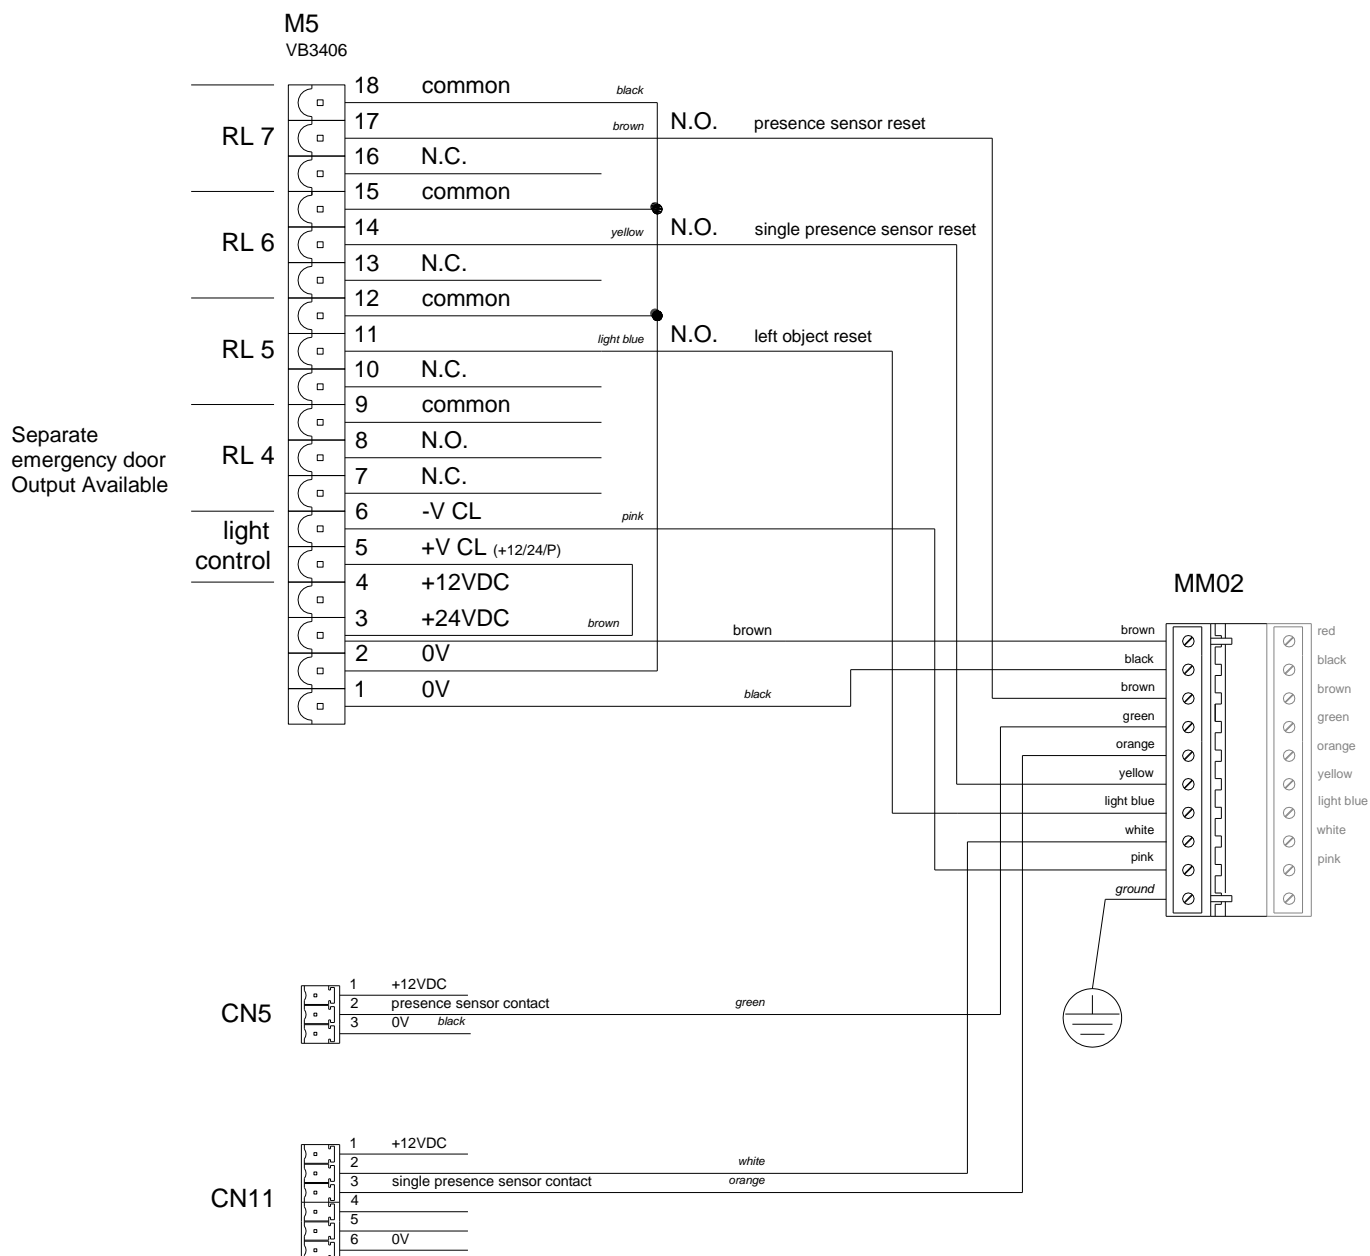 M5
VB3406
18 common black
RL 7 17 brown N.O. presence sensor reset
16 N.C.
15 common
RL 6 14 yellow N.O. single presence sensor reset
13 N.C.
12 common
RL 5 11 light blue N.O. left object reset
10 N.C.
9 common
Separate
emergency door
Output Available
RL 4 8 N.O.
7 N.C.
6 -V CL pink
light
control
5 +V CL (+12/24/P)
4 +12VDC
3 +24VDC brown
brown
2 0V
1 0V black
MM02
brown red
black black
brown brown
green green
orange orange
yellow yellow
light blue light blue
white white
pink pink
ground
CN5
1 +12VDC
2 presence sensor contact green
3 0V black
CN11
1 +12VDC
2 white
3 single presence sensor contact orange
4
5
6 0V